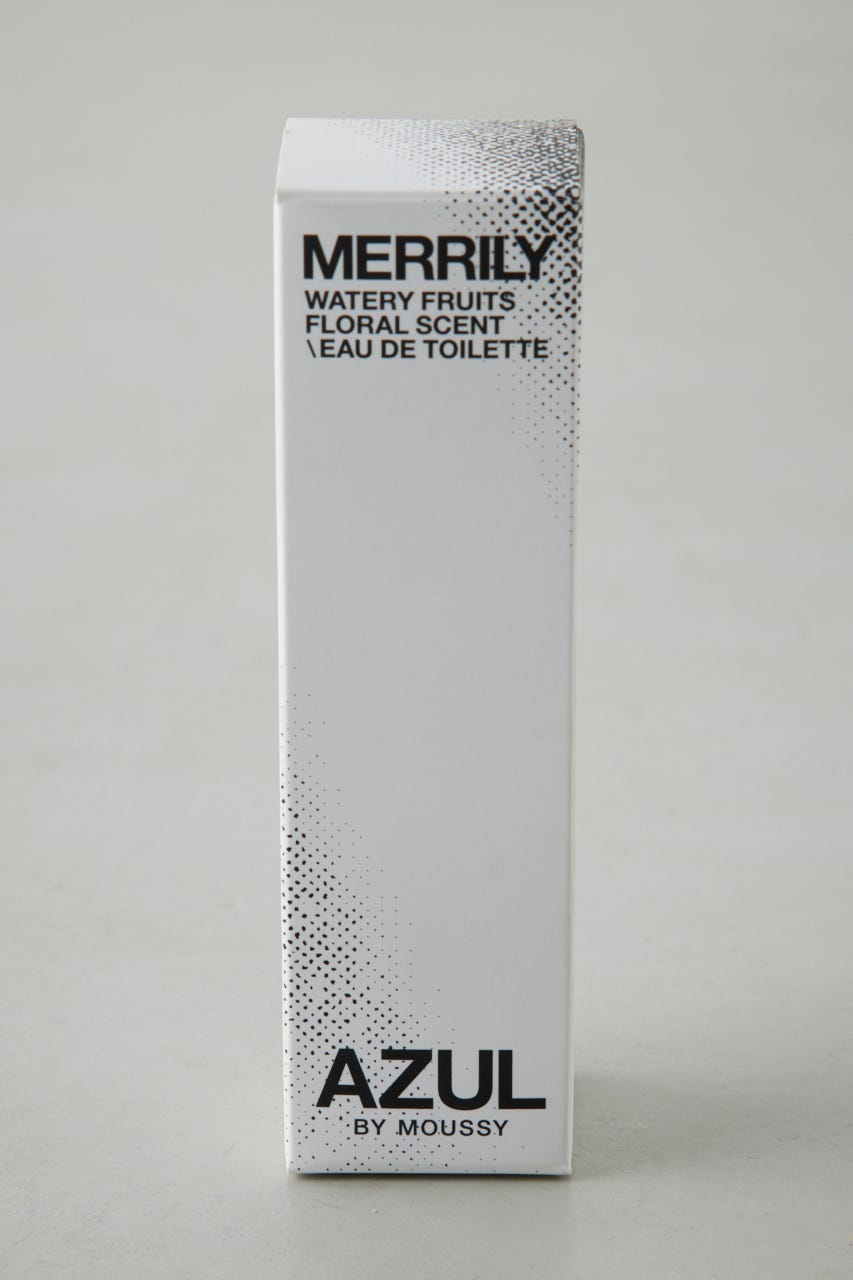 MERRILY
WATERY FRUITS
FLORAL SCENT
\EAU DE TOILETTE
AZUL
BY MOUSSY